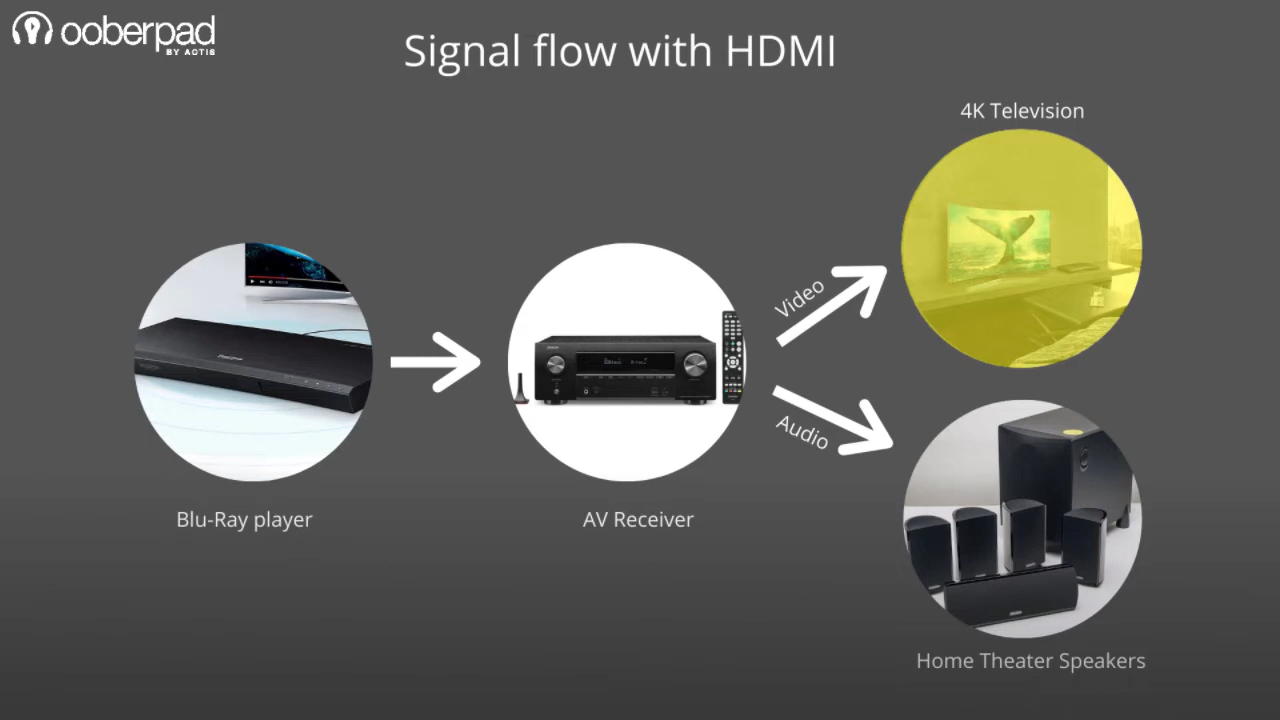 ooberpad
BY ACTIS
Signal flow with HDMI
4K Television
Video
Audio
Blu-Ray player
AV Receiver
Home Theater Speakers